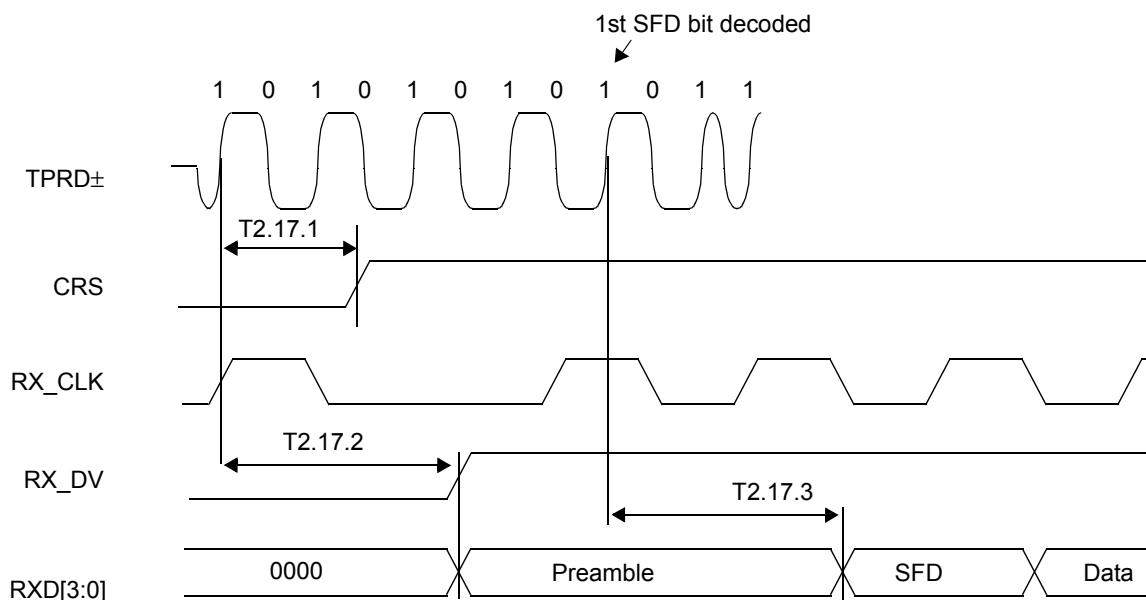 1st SFD bit decoded
1 0 1 0 1 0 1 0 1 0 1 1
TPRD±
T2.17.1
CRS
RX_CLK
T2.17.2
RX_DV
T2.17.3
RXD[3:0]
0000 Preamble SFD Data